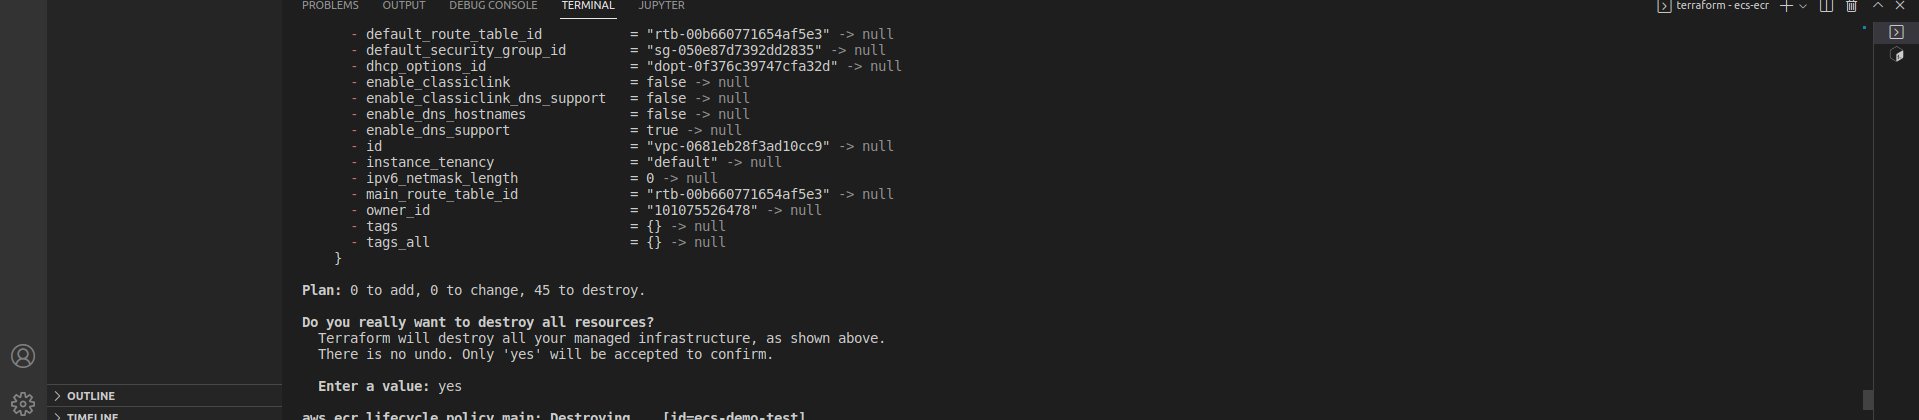 PROBLEMS OUTPUT DEBUG CONSOLE TERMINAL JUPYTER terraform - ecs-ecr
- default_route_table_id = "rtb-00b660771654af5e3" -> null
- default_security_group_id = "sg-050e87d7392dd2835" -> null
- dhcp_options_id = "dopt-0f376c39747cfa32d" -> null
- enable_classiclink = false -> null
- enable_classiclink_dns_support = false -> null
- enable_dns_hostnames = false -> null
- enable_dns_support = true -> null
- id = "vpc-0681eb28f3ad10cc9" -> null
- instance_tenancy = "default" -> null
- ipv6_netmask_length = 0 -> null
- main_route_table_id = "rtb-00b660771654af5e3" -> null
- owner_id = "101075526478" -> null
- tags = {} -> null
- tags_all = {} -> null
}
Plan: 0 to add, 0 to change, 45 to destroy.
Do you really want to destroy all resources?
Terraform will destroy all your managed infrastructure, as shown above.
There is no undo. Only 'yes' will be accepted to confirm.
Enter a value: yes
OUTLINE
aws_ecr_lifecycle_policy.main: Destroying... [id=ecs-demo-test]
TIMELINE